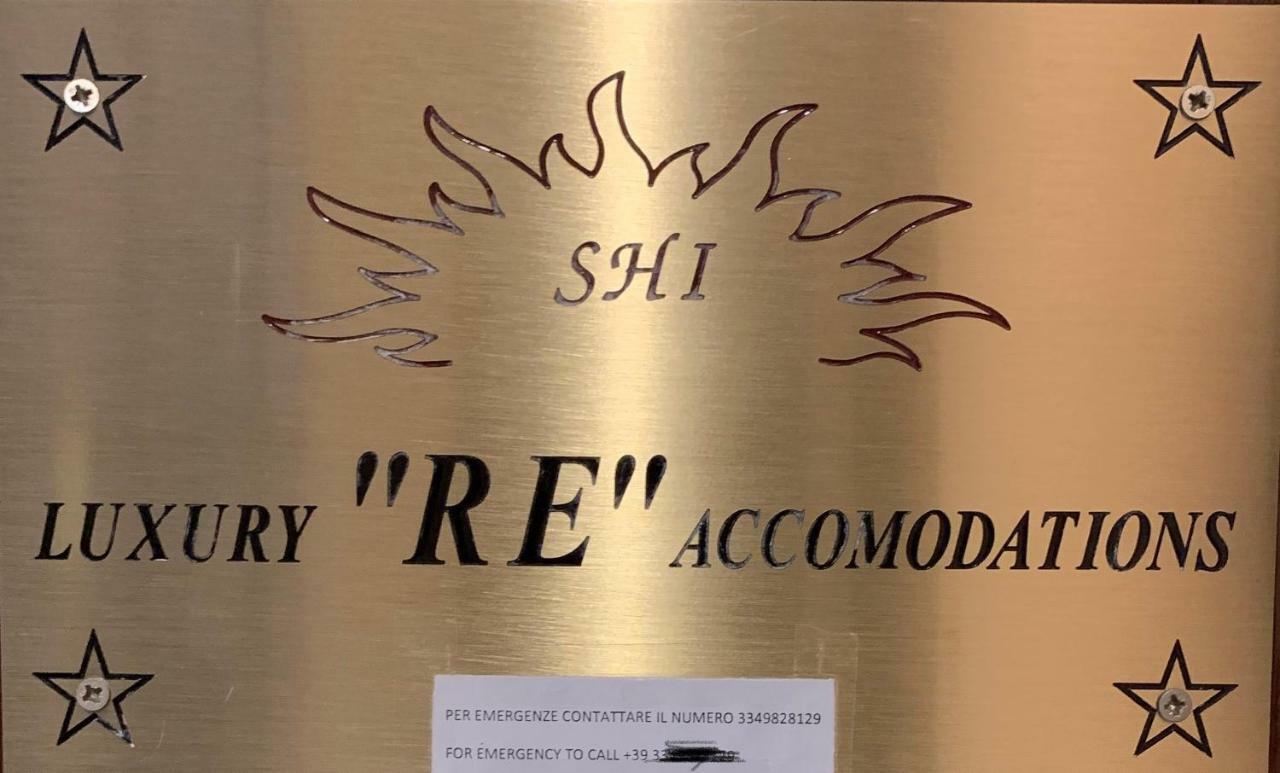 SHI
LUXURY "RE" ACCOMODATIONS
PER EMERGENZE CONTATTARE IL NUMERO 3349828129
FOR EMERGENCY TO CALL +39